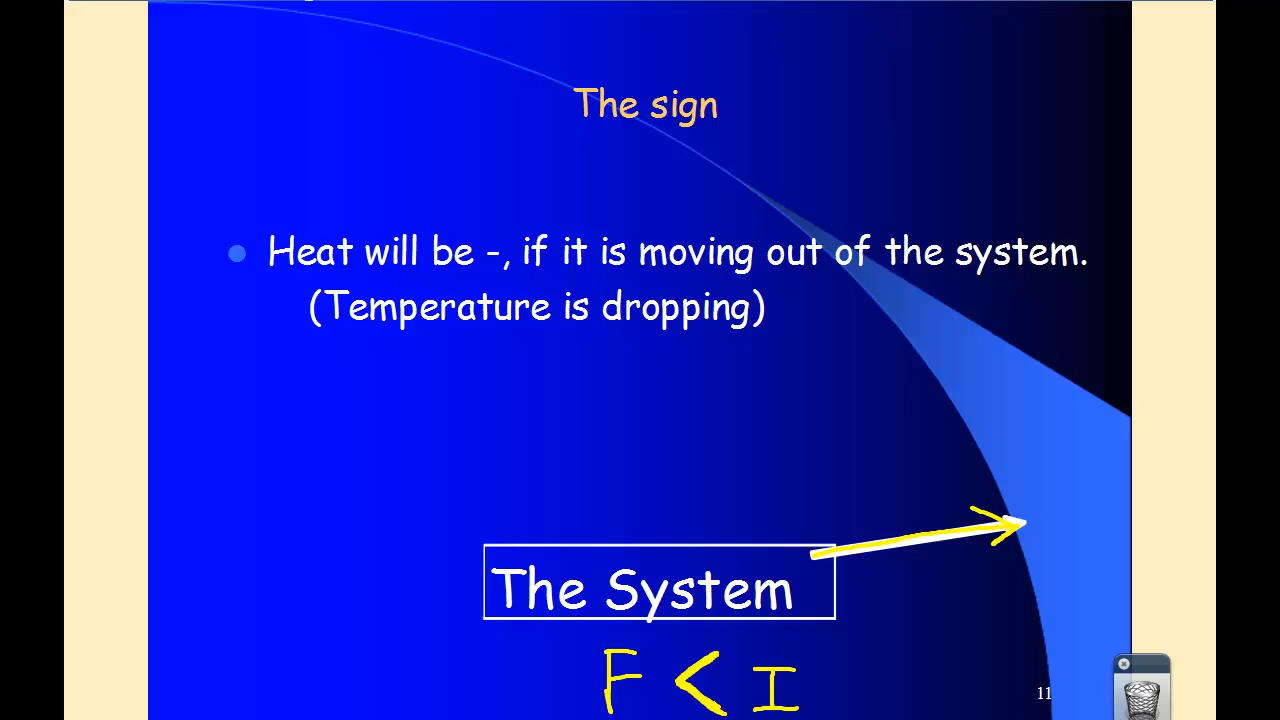 The sign
Heat will be -, if it is moving out of the system.
(Temperature is dropping)
The System
F < I
11